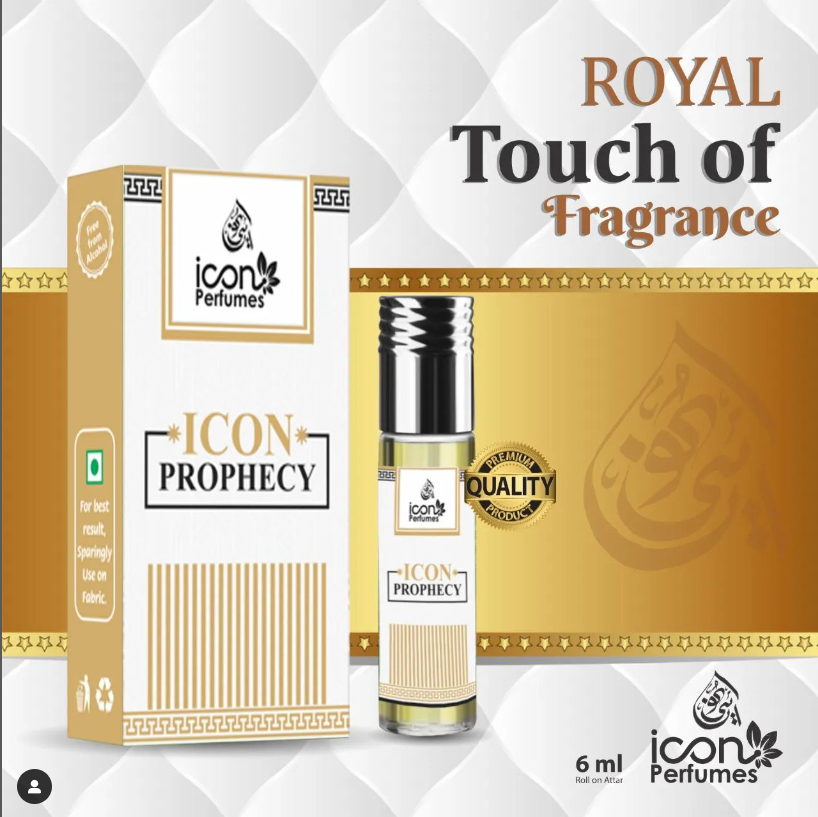 ROYAL
Touch of
Fragrance
Free
from
Alcohol
icon
Perfumes
ICON
PROPHECY
For best
result,
Sparingly
Use on
Fabric.
icon
Perfumes
ICON
PROPHECY
PREMIUM
QUALITY
PRODUCT
6 ml
Roll on Attar
icon
Perfumes